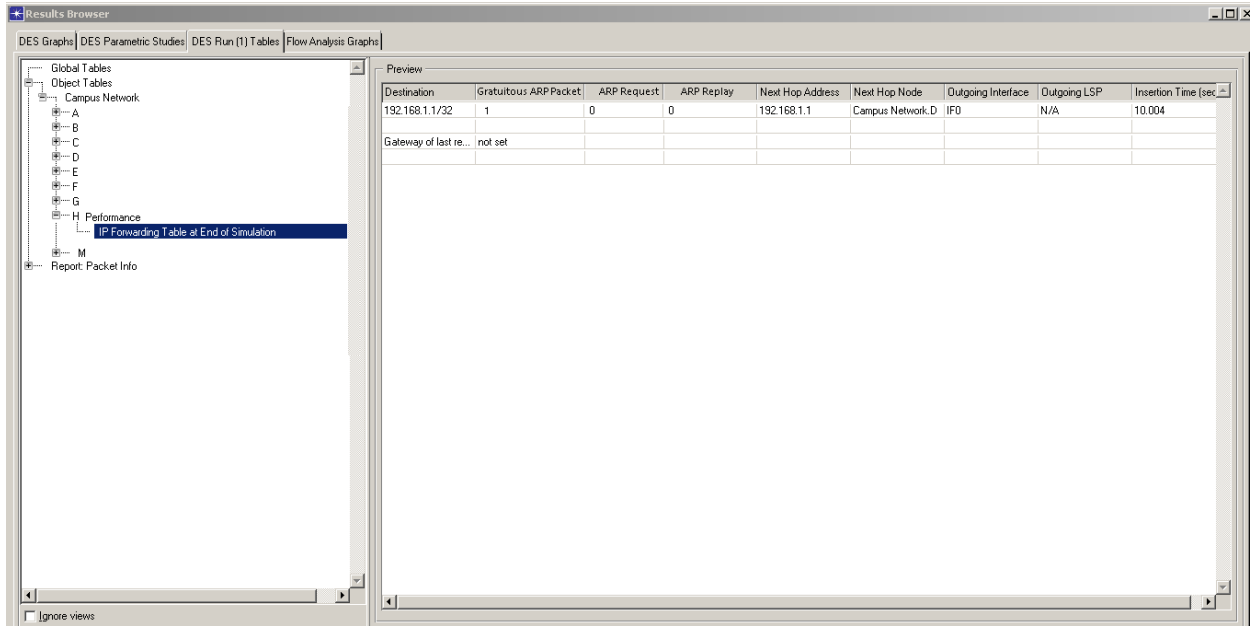 Results Browser
DES Graphs DES Parametric Studies DES Run (1) Tables Flow Analysis Graphs
Global Tables
Object Tables
Campus Network
A
B
C
D
E
F
G
H Performance
IP Forwarding Table at End of Simulation
M
Report: Packet Info
Ignore views
Preview
Destination Gratuitous ARP Packet ARP Request ARP Replay Next Hop Address Next Hop Node Outgoing Interface Outgoing LSP Insertion Time (sec
192.168.1.1/32 1 0 0 192.168.1.1 Campus Network.D IF0 N/A 10.004
Gateway of last re... not set